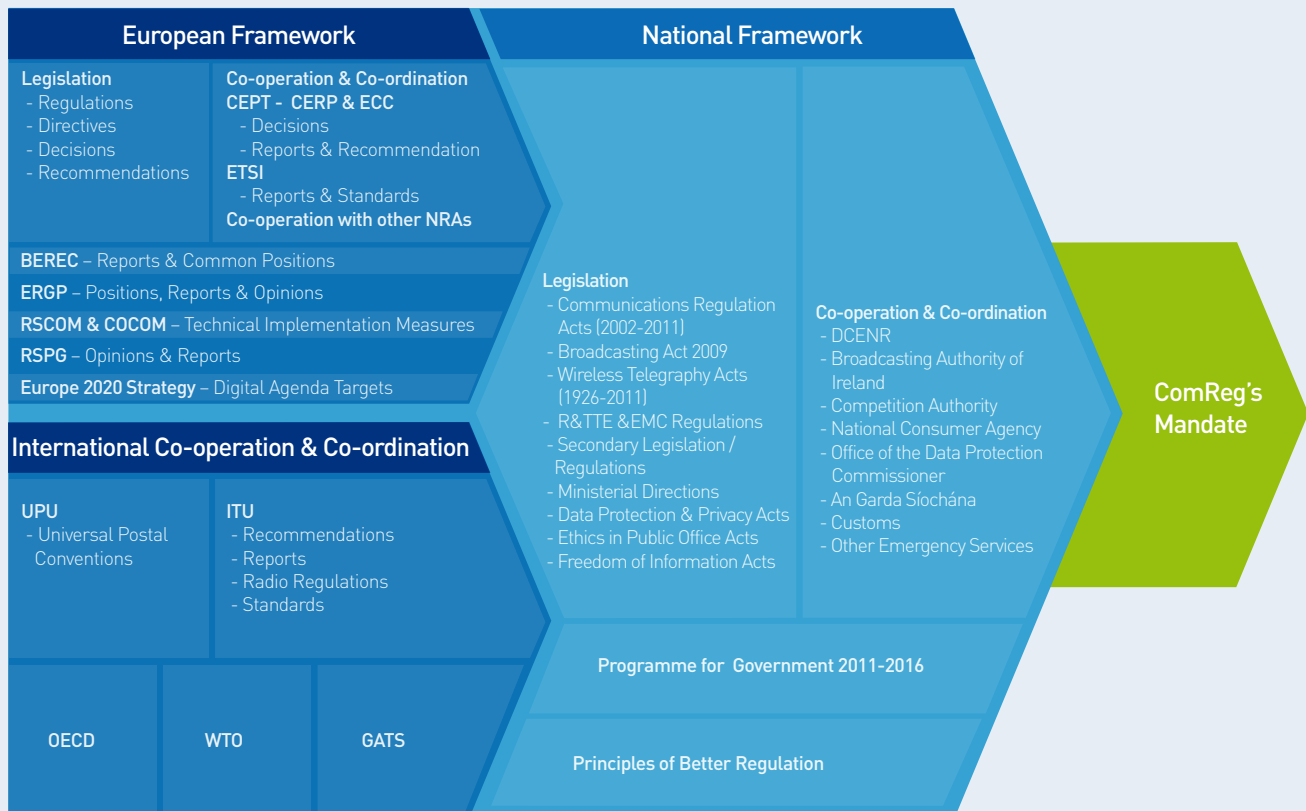 European Framework
Legislation
- Regulations
- Directives
- Decisions
- Recommendations
Co-operation & Co-ordination
CEPT - CERP & ECC
- Decisions
- Reports & Recommendation
ETSI
- Reports & Standards
Co-operation with other NRAs
BEREC – Reports & Common Positions
ERGP – Positions, Reports & Opinions
RSCOM & COCOM – Technical Implementation Measures
RSPG – Opinions & Reports
Europe 2020 Strategy – Digital Agenda Targets
International Co-operation & Co-ordination
UPU
- Universal Postal
Conventions
ITU
- Recommendations
- Reports
- Radio Regulations
- Standards
OECD
WTO
GATS
National Framework
Legislation
- Communications Regulation
Acts (2002-2011)
- Broadcasting Act 2009
- Wireless Telegraphy Acts
(1926-2011)
- R&TTE &EMC Regulations
- Secondary Legislation /
Regulations
- Ministerial Directions
- Data Protection & Privacy Acts
- Ethics in Public Office Acts
- Freedom of Information Acts
Co-operation & Co-ordination
- DCENR
- Broadcasting Authority of
Ireland
- Competition Authority
- National Consumer Agency
- Office of the Data Protection
Commissioner
- An Garda Síochána
- Customs
- Other Emergency Services
Programme for Government 2011-2016
Principles of Better Regulation
ComReg's
Mandate